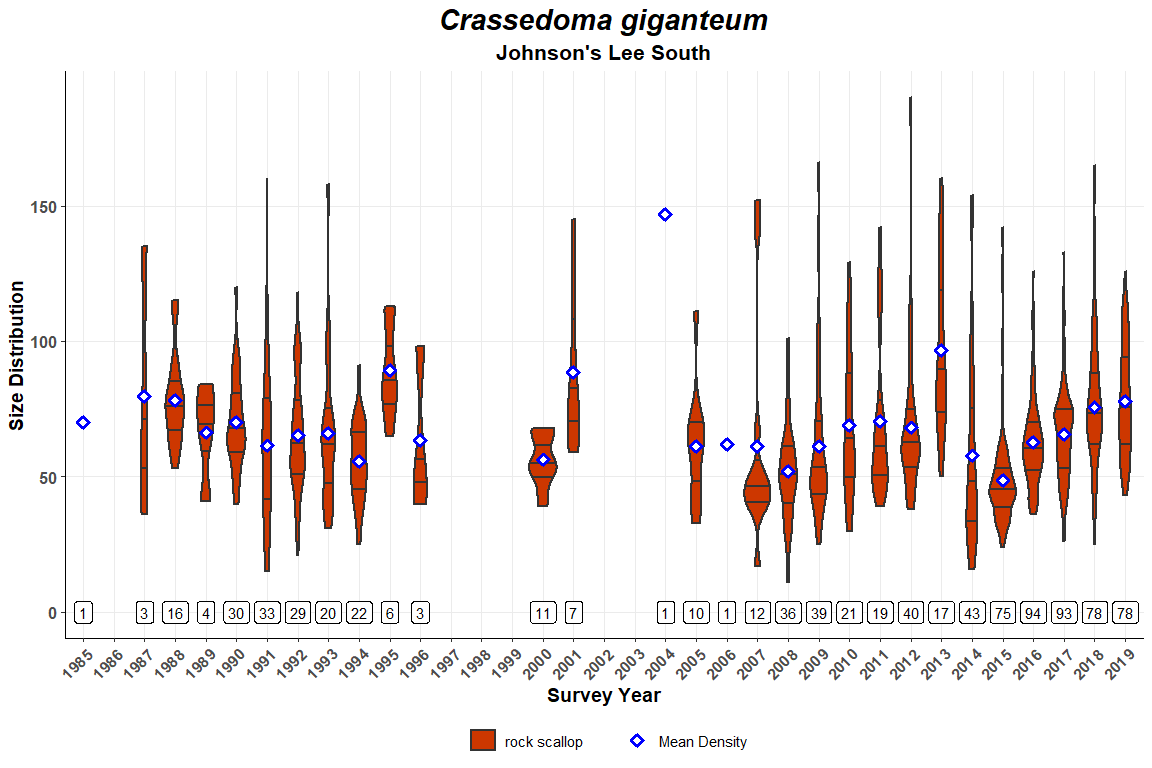 Crassedoma giganteum
Johnson's Lee South
Size Distribution
150
100
50
0
1 3 16 4 30 33 29 20 22 6 3 11 7 1 10 1 12 36 39 21 19 40 17 43 75 94 93 78 78
1985 1986 1987 1988 1989 1990 1991 1992 1993 1994 1995 1996 1997 1998 1999 2000 2001 2002 2003 2004 2005 2006 2007 2008 2009 2010 2011 2012 2013 2014 2015 2016 2017 2018 2019
Survey Year
rock scallop Mean Density